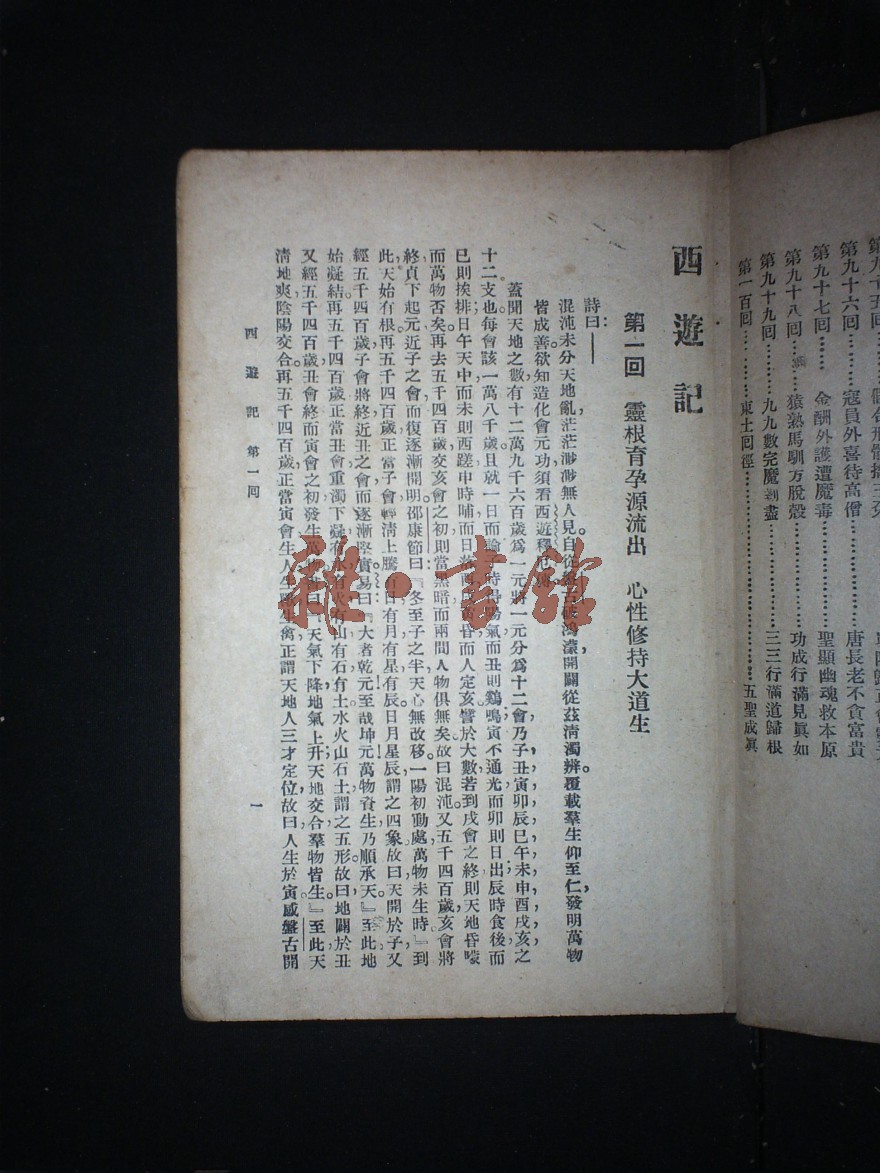 第九十六回……寇員外喜待高僧……唐長老不貪富貴
第九十七回……金酬外護遭魔毒……聖顯幽魂救本原
第九十八回……猿熟馬馴方脫殼……功成行滿見眞如
第九十九回……九九數完魔剗盡……三三行滿道歸根
第一百回……東土回徑……五聖成眞
西遊記
第一回 靈根育孕源流出 心性修持大道生
詩曰：——
混沌未分天地亂，茫茫渺渺無人見。自從盤古破鴻濛，開闢從茲淸濁辨。覆載羣生仰至仁，發明萬物
皆成善。欲知造化會元功，須看西遊釋厄傳。
蓋聞天地之數，有十二萬九千六百歲爲一元。將一元分爲十二會，乃子，丑，寅，卯，辰，巳，午，未，申，酉，戌，亥之
十二支也。每會該一萬八千歲。且就一日而論：子時得陽氣，而丑則鷄鳴；寅不通光，而卯則日出；辰時食後，而
巳則挨排；日午天中，而未則西蹉；申時晡，而日落酉，戌黃昏，而人定亥。譬於大數，若到戌會之終，則天地昏曚
而萬物否矣。再去五千四百歲，交亥會之初，則當黑暗，而兩間人物俱無矣，故曰混沌。又五千四百歲，亥會將
終，貞下起元，近子之會，而復逐漸開明。邵康節曰：『冬至子之半，天心無改移。一陽初動處，萬物未生時。』到
此，天始有根。再五千四百歲，正當子會，輕淸上騰，有日，有月，有星，有辰。日，月，星，辰，謂之四象。故曰，天開於子。又
經五千四百歲，子會將終，近丑之會，而逐漸堅實。易曰：『大哉乾元！至哉坤元！萬物資生，乃順承天。』至此，地
始凝結。再五千四百歲，正當丑會，重濁下凝，有水，有火，有山，有石，有土。水，火，山，石，土，謂之五形。故曰，地闢於丑。
又經五千四百歲，丑會終而寅會之初，發生萬物。曆曰：『天氣下降，地氣上升；天地交合，羣物皆生。』至此，天
淸地爽，陰陽交合。再五千四百歲，正當寅會，生人，生獸，生禽，正謂天地人三才定位。故曰，人生於寅。感盤古開
西遊記 第一回
一
雜·書館